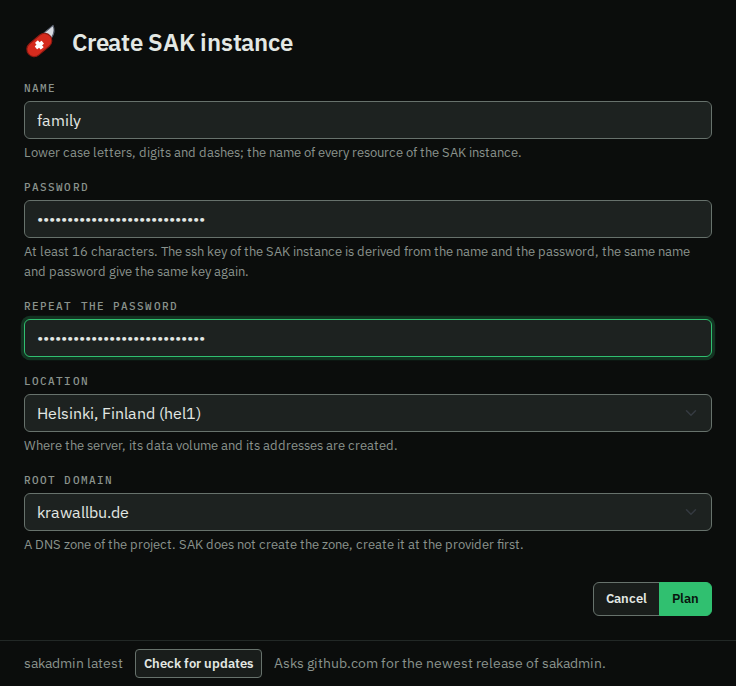 Create SAK instance
NAME
family
Lower case letters, digits and dashes; the name of every resource of the SAK instance.
PASSWORD
••••••••••••••••••••••••••••
At least 16 characters. The ssh key of the SAK instance is derived from the name and the password, the same name
and password give the same key again.
REPEAT THE PASSWORD
••••••••••••••••••••••••••••
LOCATION
Helsinki, Finland (hel1)
Where the server, its data volume and its addresses are created.
ROOT DOMAIN
krawallbu.de
A DNS zone of the project. SAK does not create the zone, create it at the provider first.
Cancel Plan
sakadmin latest Check for updates Asks github.com for the newest release of sakadmin.